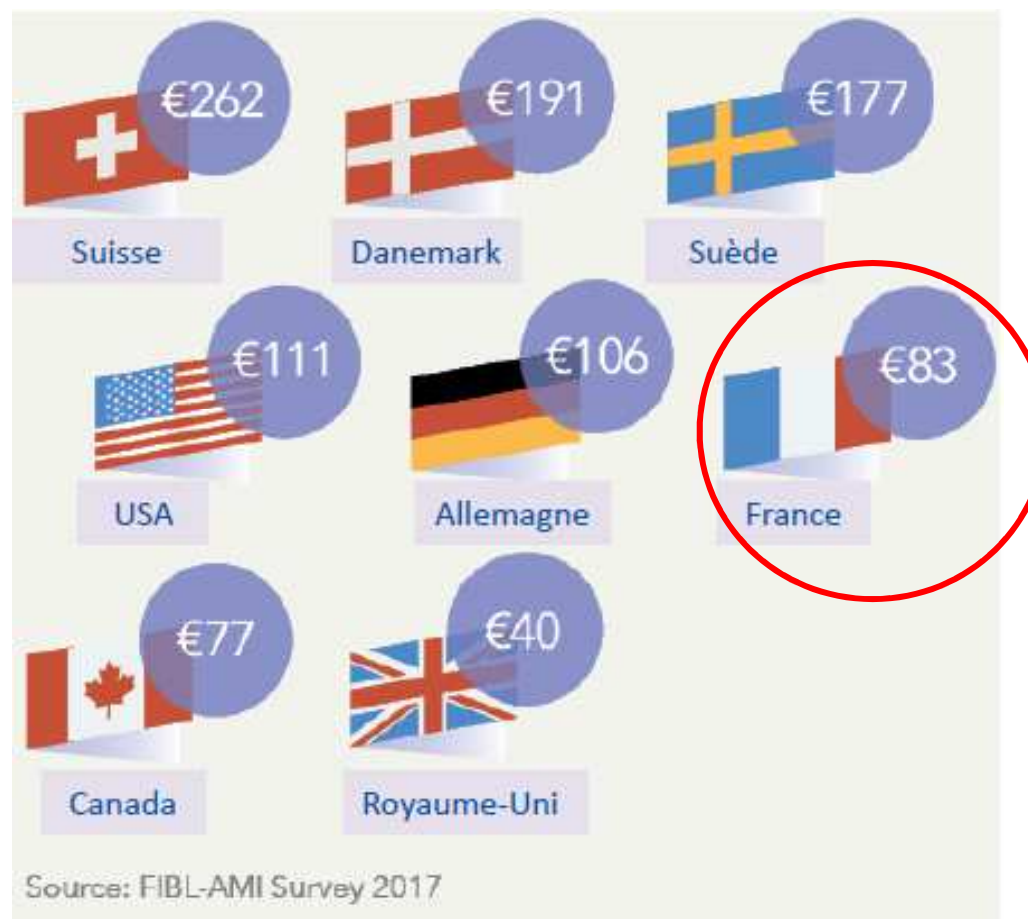 €262
€191
€177
Suisse
Danemark
Suède
€111
€106
€83
USA
Allemagne
France
€77
€40
Canada
Royaume-Uni
Source: FIBL-AMI Survey 2017